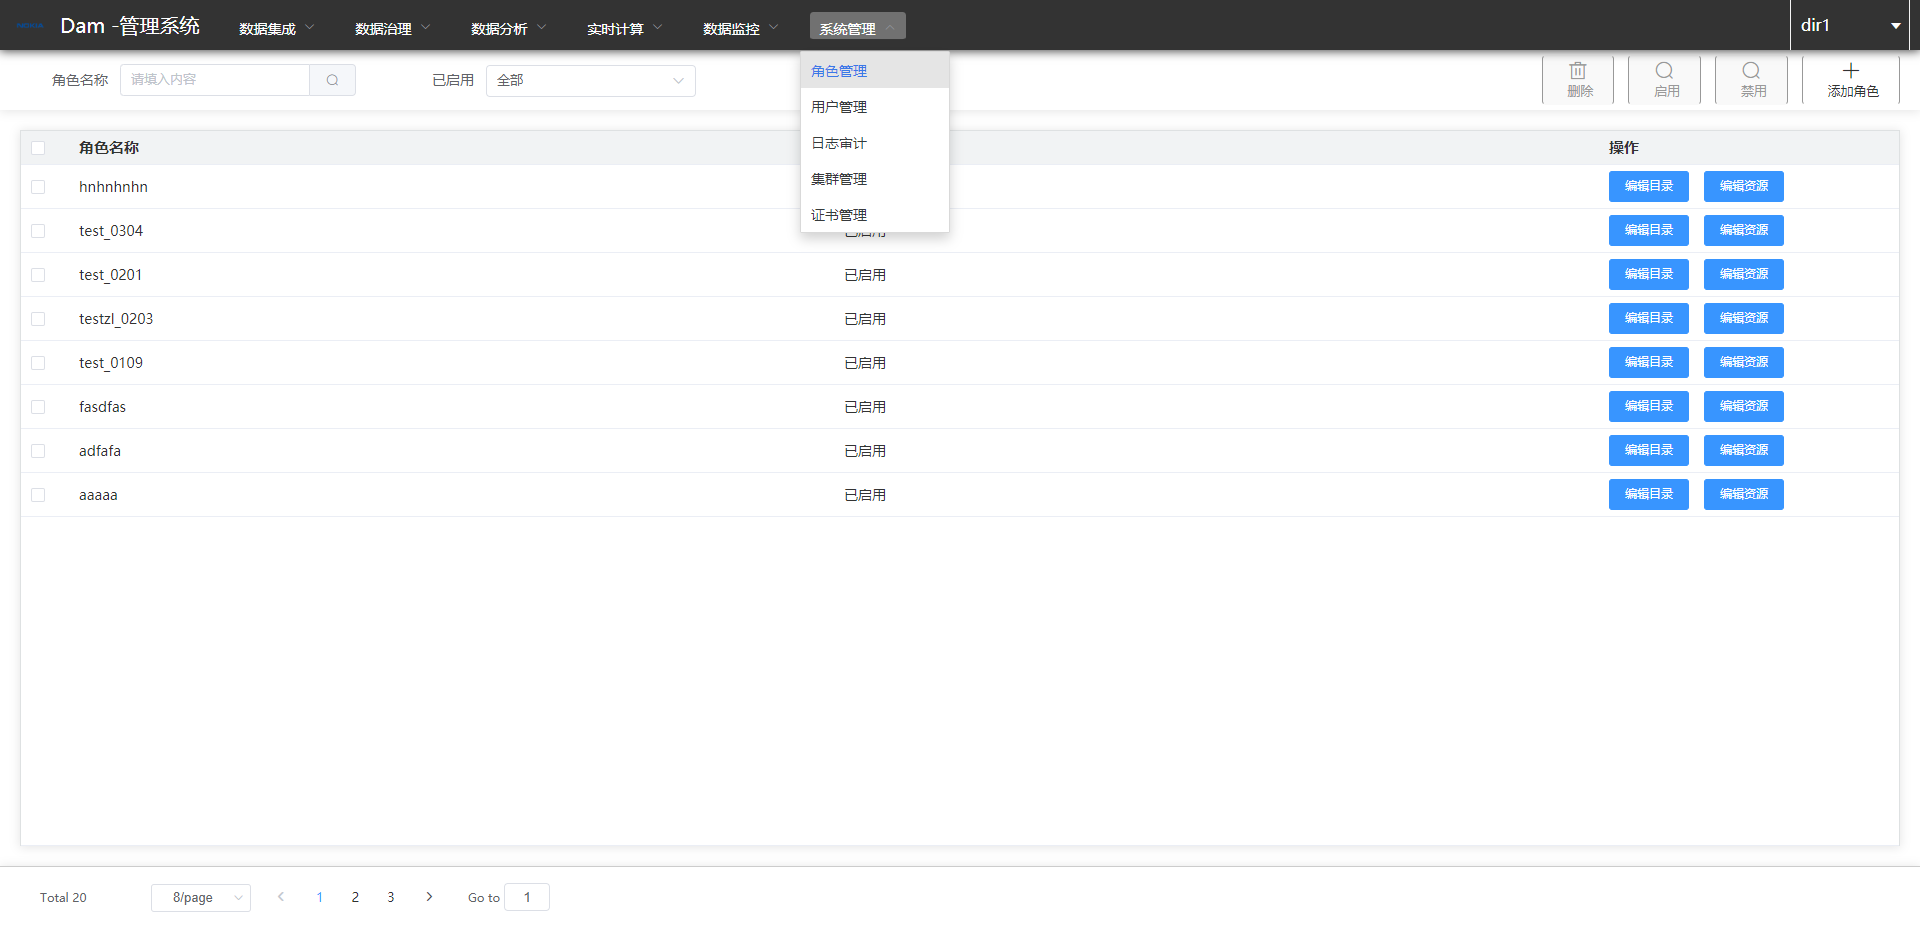 Dam -管理系统 数据集成 数据治理 数据分析 实时计算 数据监控 系统管理 dir1
角色名称 请填入内容 已启用 全部 删除 启用 禁用 添加角色
角色管理
用户管理
日志审计
集群管理
证书管理
角色名称 操作
hnhnhnhn 编辑目录 编辑资源
test_0304 已启用 编辑目录 编辑资源
test_0201 已启用 编辑目录 编辑资源
testzl_0203 已启用 编辑目录 编辑资源
test_0109 已启用 编辑目录 编辑资源
fasdfas 已启用 编辑目录 编辑资源
adfafa 已启用 编辑目录 编辑资源
aaaaa 已启用 编辑目录 编辑资源
Total 20 8/page 1 2 3 Go to 1